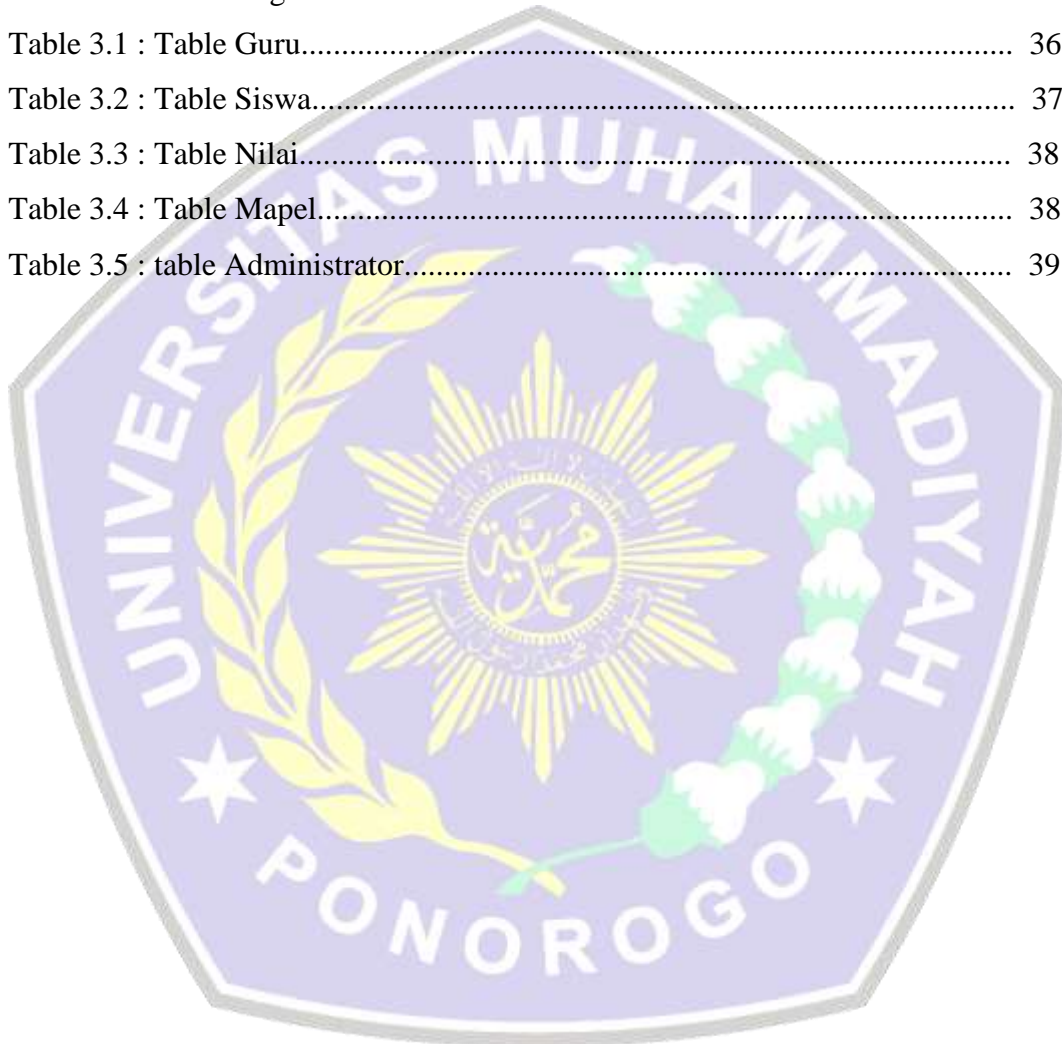 Table 3.1 : Table Guru.......................................................................... 36
Table 3.2 : Table Siswa......................................................................... 37
Table 3.3 : Table Nilai.......................................................................... 38
Table 3.4 : Table Mapel........................................................................ 38
Table 3.5 : table Administrator............................................................... 39
UNIVERSITAS MUHAMMADIYAH
PONOROGO